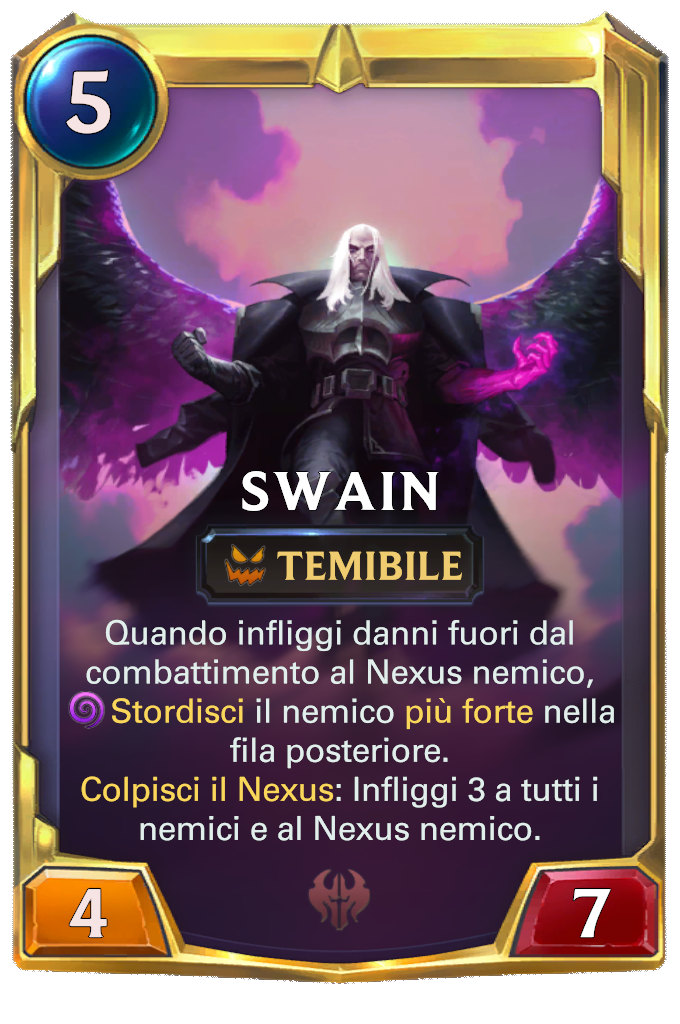 5
SWAIN
TEMIBILE
Quando infliggi danni fuori dal
combattimento al Nexus nemico,
Stordisci il nemico più forte nella
fila posteriore.
Colpisci il Nexus: Infliggi 3 a tutti i
nemici e al Nexus nemico.
4
7